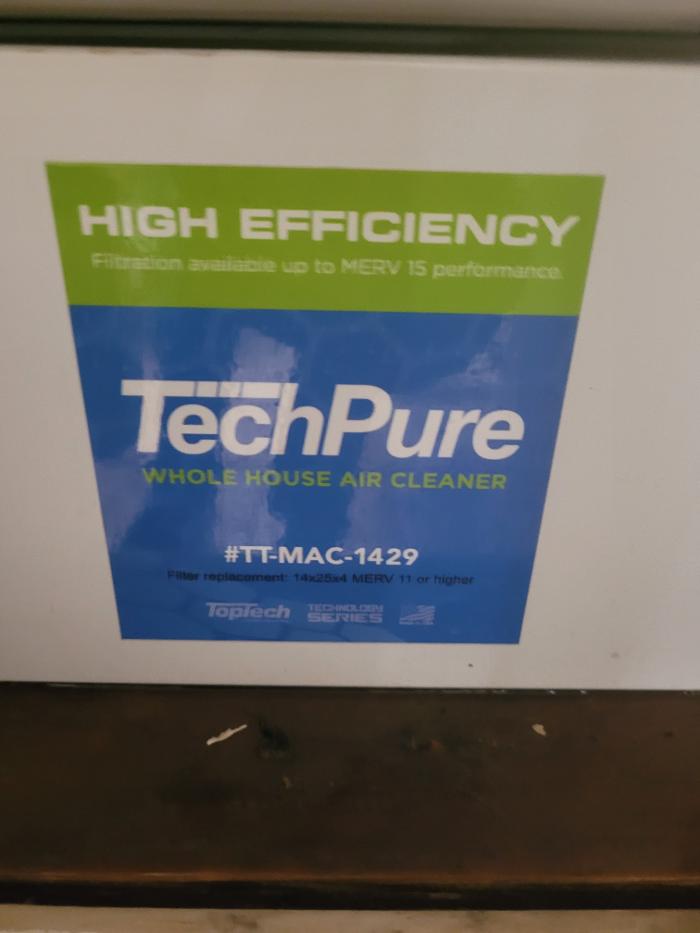 HIGH EFFICIENCY
Filtration available up to MERV 15 performance.
TechPure
WHOLE HOUSE AIR CLEANER
#TT-MAC-1429
Filter replacement: 14x25x4 MERV 11 or higher
TopTech
TECHNOLOGY
SERIES